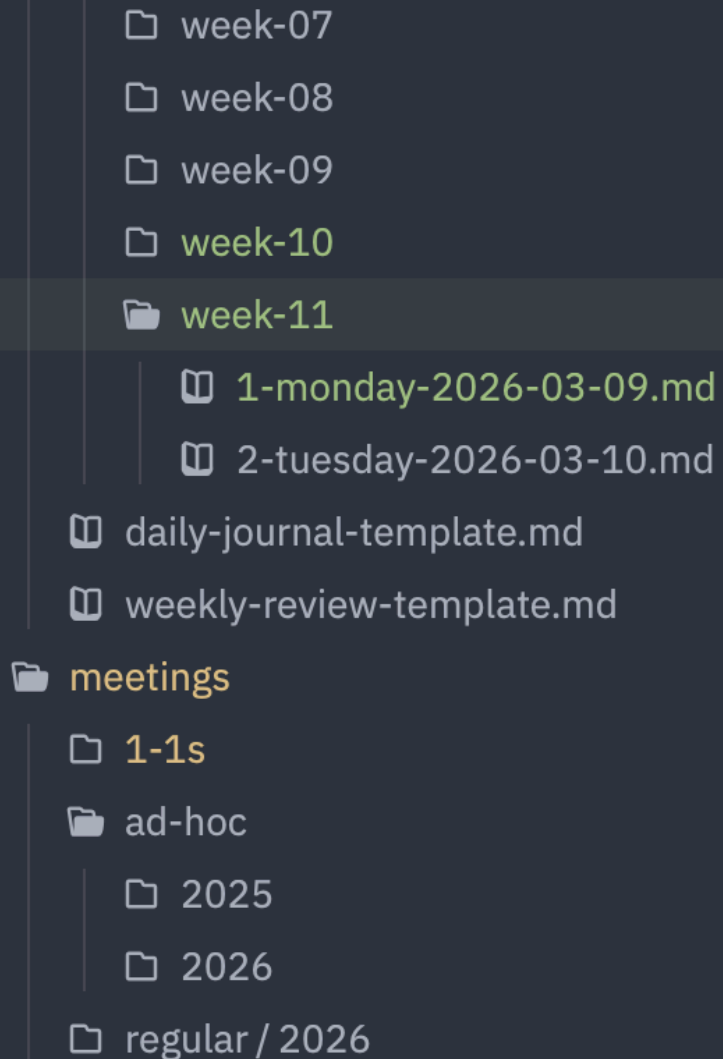 week-07
week-08
week-09
week-10
week-11
1-monday-2026-03-09.md
2-tuesday-2026-03-10.md
daily-journal-template.md
weekly-review-template.md
meetings
1-1s
ad-hoc
2025
2026
regular / 2026